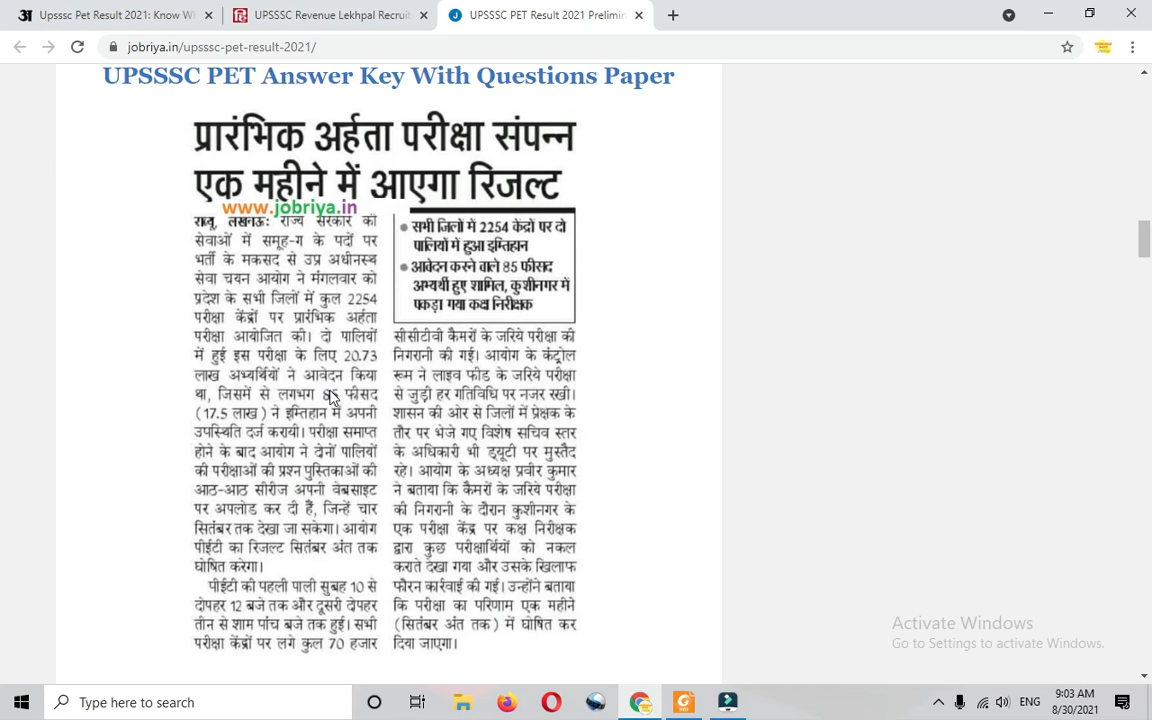 Upsssc Pet Result 2021: Know Wh
UPSSSC Revenue Lekhpal Recruit
UPSSSC PET Result 2021 Prelimin
jobriya.in/upsssc-pet-result-2021/
UPSSSC PET Answer Key With Questions Paper
प्रारंभिक अर्हता परीक्षा संपन्न
एक महीने में आएगा रिजल्ट
www.jobriya.in
राब्यू, लखनऊ: राज्य सरकार की
सेवाओं में समूह-ग के पदों पर
भर्ती के मकसद से उप्र अधीनस्थ
सेवा चयन आयोग ने मंगलवार को
प्रदेश के सभी जिलों में कुल 2254
परीक्षा केंद्रों पर प्रारंभिक अर्हता
परीक्षा आयोजित की। दो पालियों
में हुई इस परीक्षा के लिए 20.73
लाख अभ्यर्थियों ने आवेदन किया
था, जिसमें से लगभग 85 फीसद
(17.5 लाख) ने इम्तिहान में अपनी
उपस्थिति दर्ज करायी। परीक्षा समाप्त
होने के बाद आयोग ने दोनों पालियों
की परीक्षाओं की प्रश्न पुस्तिकाओं की
आठ-आठ सीरीज अपनी वेबसाइट
पर अपलोड कर दी हैं, जिन्हें चार
सितंबर तक देखा जा सकेगा। आयोग
पीईटी का रिजल्ट सितंबर अंत तक
घोषित करेगा।
पीईटी की पहली पाली सुबह 10 से
दोपहर 12 बजे तक और दूसरी दोपहर
तीन से शाम पांच बजे तक हुई। सभी
परीक्षा केंद्रों पर लगे कुल 70 हजार
● सभी जिलों में 2254 केंद्रों पर दो
पालियों में हुआ इम्तिहान
● आवेदन करने वाले 85 फीसद
अभ्यर्थी हुए शामिल, कुशीनगर में
पकड़ा गया कक्ष निरीक्षक
सीसीटीवी कैमरों के जरिये परीक्षा की
निगरानी की गई। आयोग के कंट्रोल
रूम ने लाइव फीड के जरिये परीक्षा
से जुड़ी हर गतिविधि पर नजर रखी।
शासन की ओर से जिलों में प्रेक्षक के
तौर पर भेजे गए विशेष सचिव स्तर
के अधिकारी भी ड्यूटी पर मुस्तैद
रहे। आयोग के अध्यक्ष प्रवीर कुमार
ने बताया कि कैमरों के जरिये परीक्षा
की निगरानी के दौरान कुशीनगर के
एक परीक्षा केंद्र पर कक्ष निरीक्षक
द्वारा कुछ परीक्षार्थियों को नकल
कराते देखा गया और उसके खिलाफ
फौरन कार्रवाई की गई। उन्होंने बताया
कि परीक्षा का परिणाम एक महीने
(सितंबर अंत तक) में घोषित कर
दिया जाएगा।
Activate Windows
Go to Settings to activate Windows.
Type here to search
ENG
9:03 AM
8/30/2021